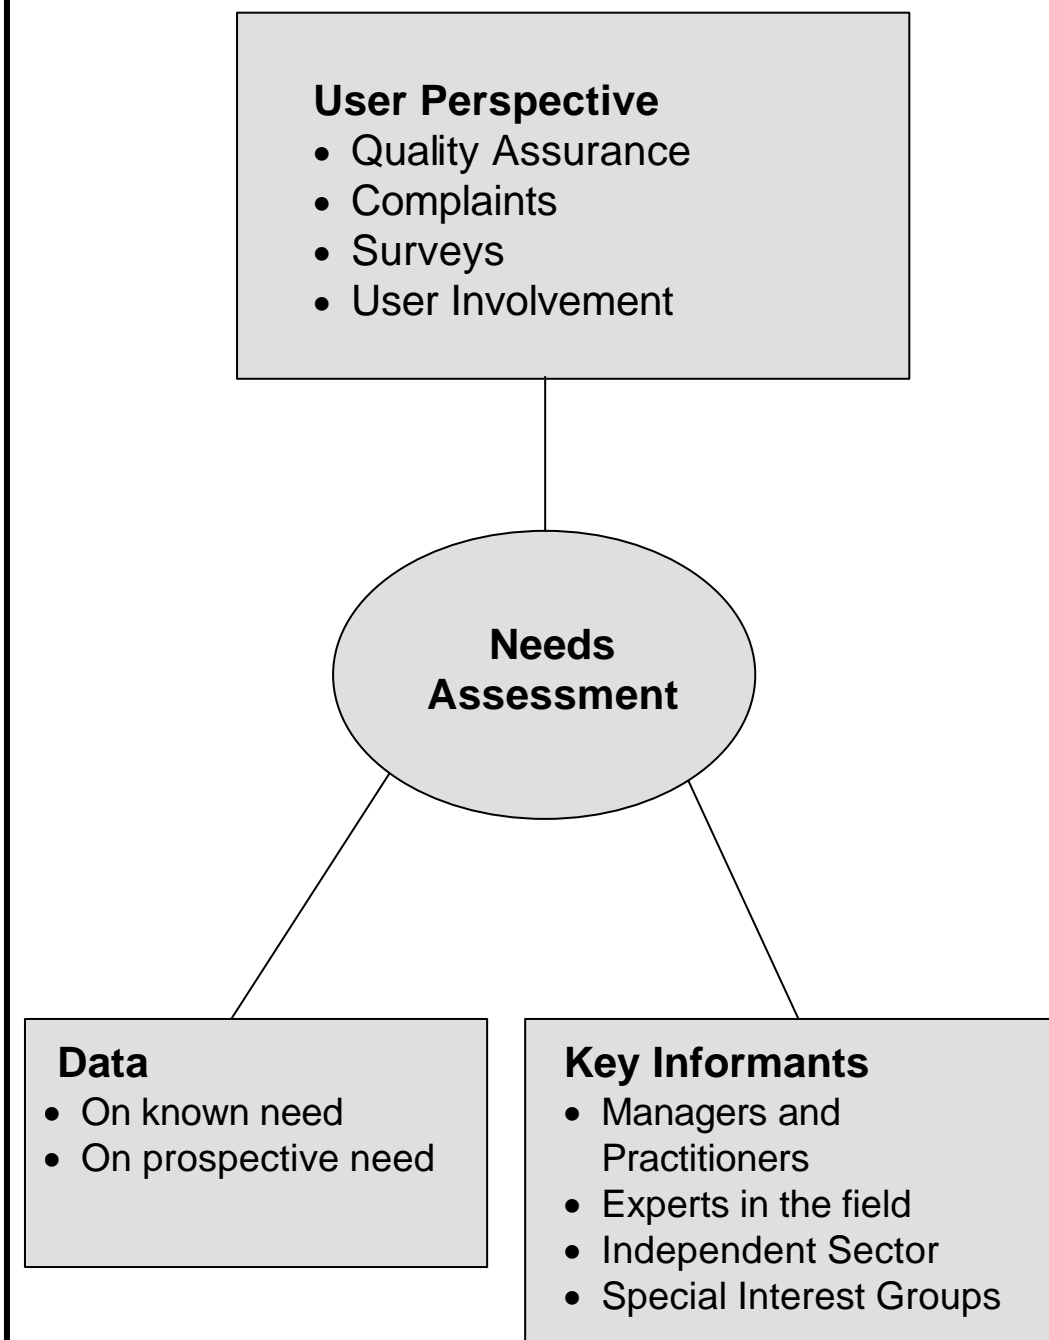 User Perspective
• Quality Assurance
• Complaints
• Surveys
• User Involvement
Needs
Assessment
Data
• On known need
• On prospective need
Key Informants
• Managers and
Practitioners
• Experts in the field
• Independent Sector
• Special Interest Groups